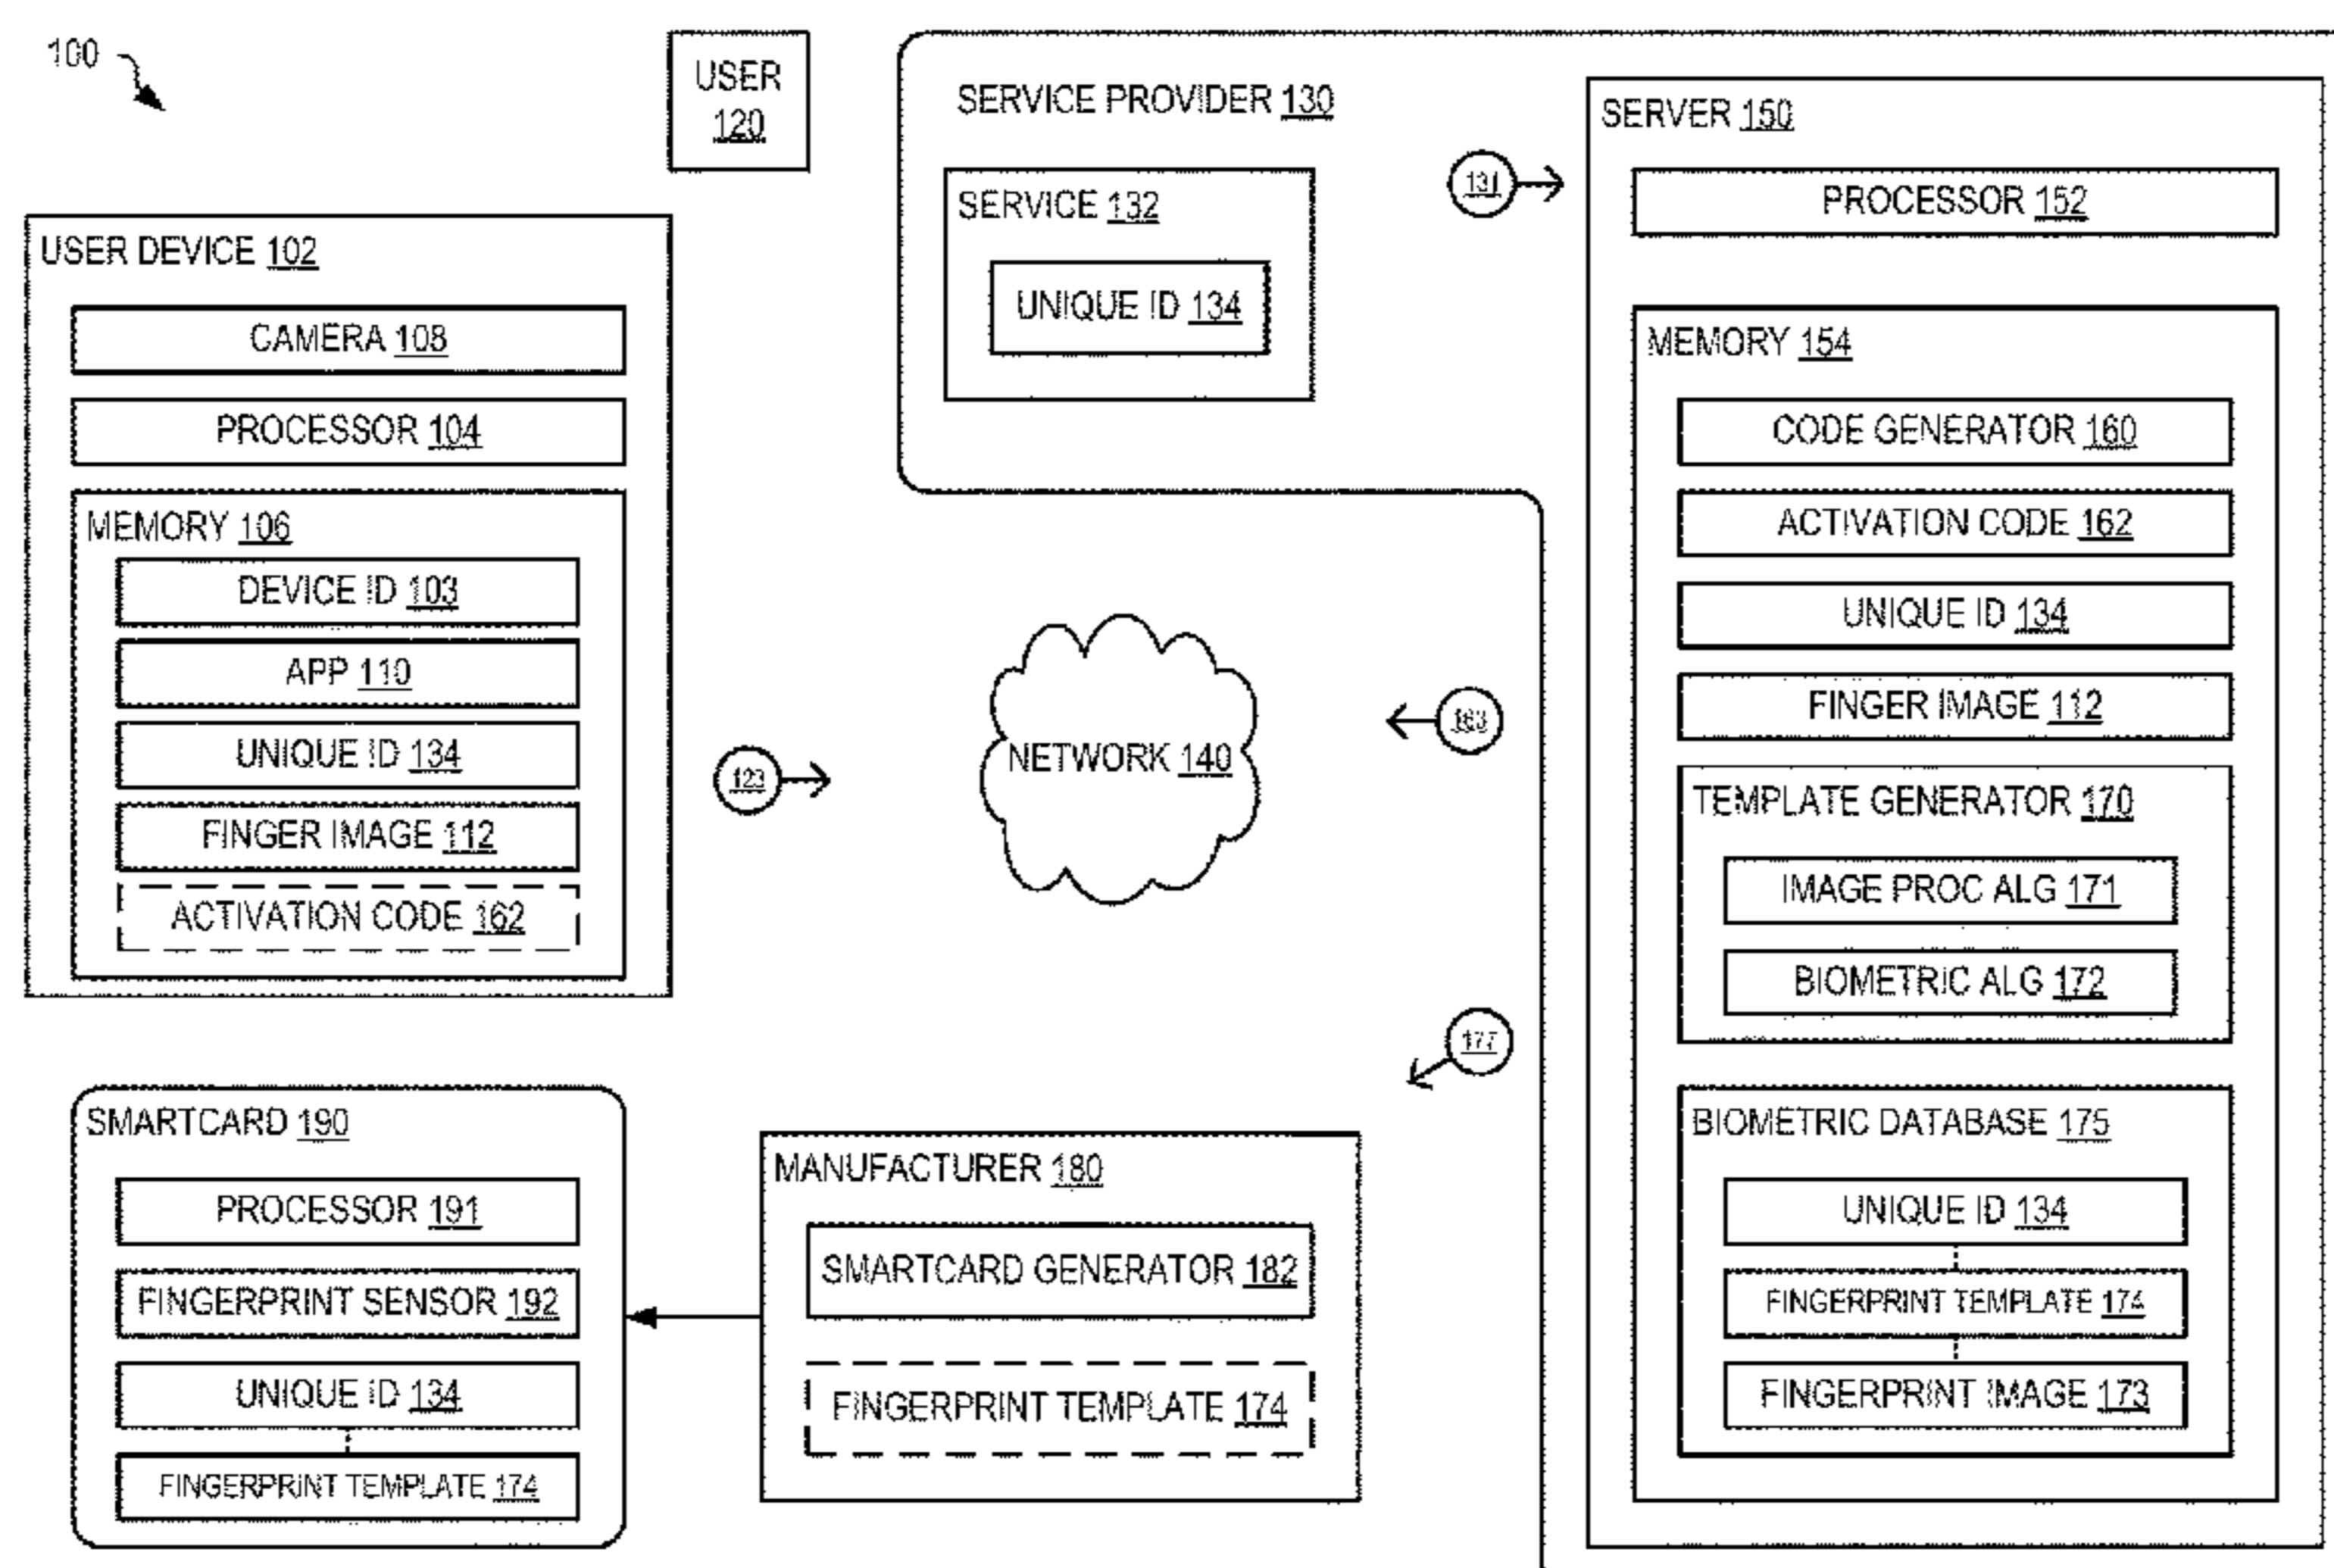 100
USER
120
SERVICE PROVIDER 130
SERVICE 132
UNIQUE ID 134
131
SERVER 150
PROCESSOR 152
MEMORY 154
CODE GENERATOR 160
ACTIVATION CODE 162
UNIQUE ID 134
FINGER IMAGE 112
TEMPLATE GENERATOR 170
IMAGE PROC ALG 171
BIOMETRIC ALG 172
BIOMETRIC DATABASE 175
UNIQUE ID 134
FINGERPRINT TEMPLATE 174
FINGERPRINT IMAGE 173
USER DEVICE 102
CAMERA 108
PROCESSOR 104
MEMORY 106
DEVICE ID 103
APP 110
UNIQUE ID 134
FINGER IMAGE 112
ACTIVATION CODE 162
123
NETWORK 140
163
177
SMARTCARD 190
PROCESSOR 191
FINGERPRINT SENSOR 192
UNIQUE ID 134
FINGERPRINT TEMPLATE 174
MANUFACTURER 180
SMARTCARD GENERATOR 182
FINGERPRINT TEMPLATE 174